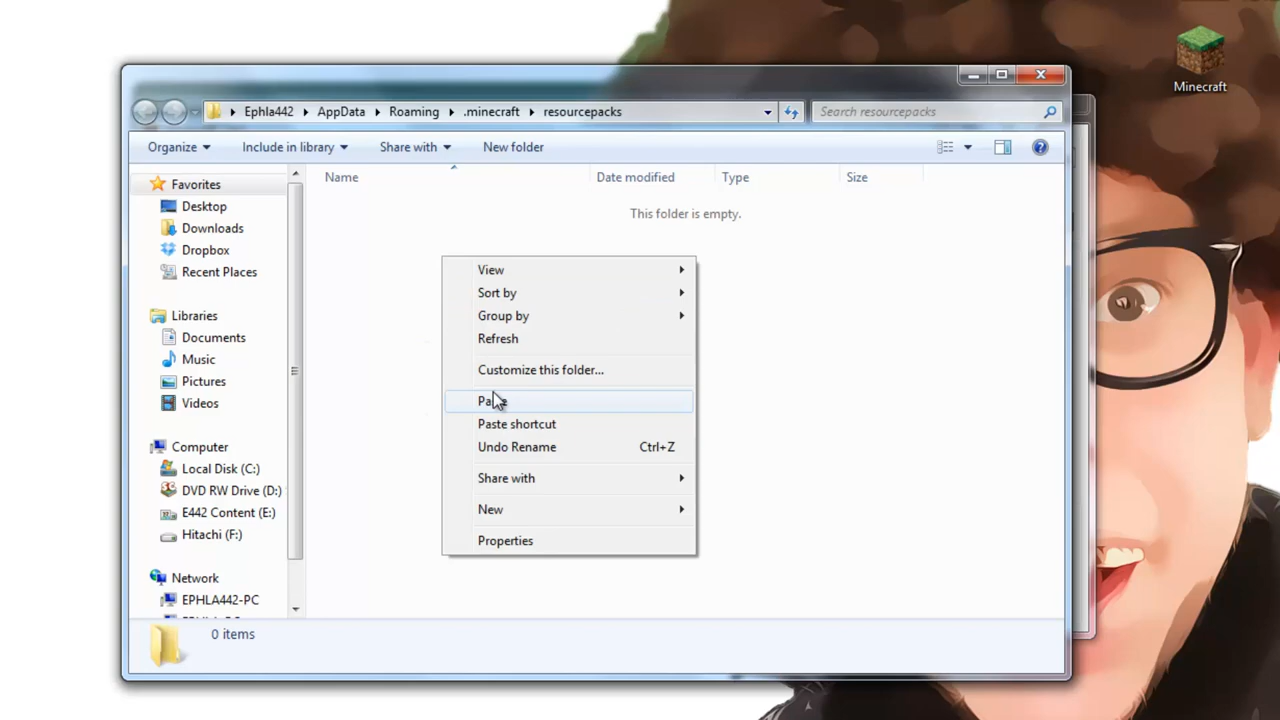 Minecraft
Ephla442 AppData Roaming .minecraft resourcepacks
Search resourcepacks
Organize Include in library Share with New folder
Name Date modified Type Size
This folder is empty.
Favorites
Desktop
Downloads
Dropbox
Recent Places
Libraries
Documents
Music
Pictures
Videos
Computer
Local Disk (C:)
DVD RW Drive (D:)
E442 Content (E:)
Hitachi (F:)
Network
EPHLA442-PC
View
Sort by
Group by
Refresh
Customize this folder...
Paste
Paste shortcut
Undo Rename Ctrl+Z
Share with
New
Properties
0 items